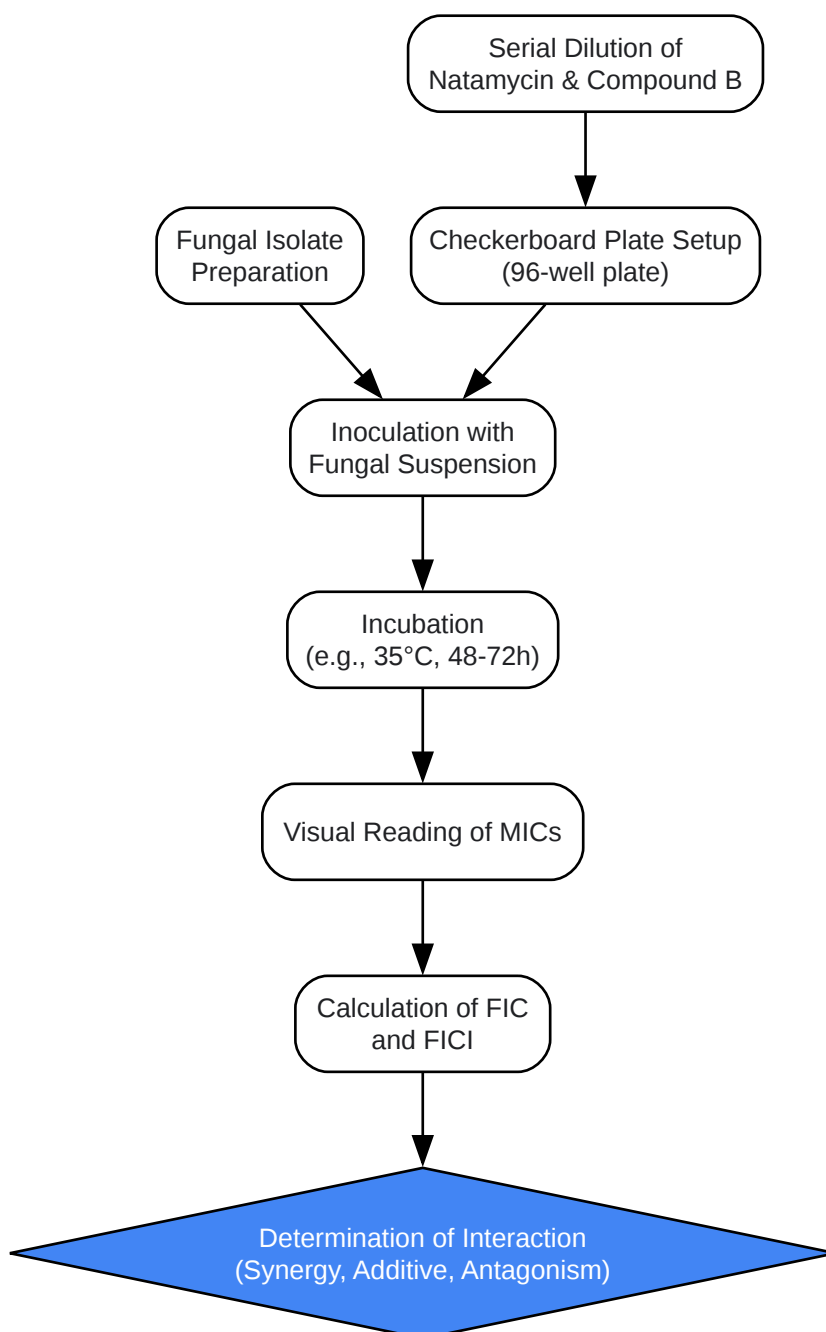 Serial Dilution of
Natamycin & Compound B
Fungal Isolate
Preparation
Checkerboard Plate Setup
(96-well plate)
Inoculation with
Fungal Suspension
Incubation
(e.g., 35°C, 48-72h)
Visual Reading of MICs
Calculation of FIC
and FICI
Determination of Interaction
(Synergy, Additive, Antagonism)